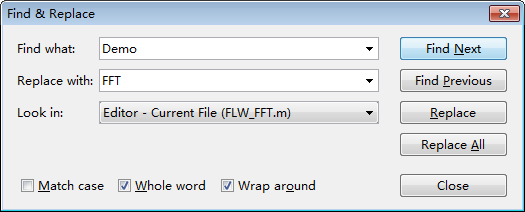 Find & Replace
Find what: Demo Find Next
Replace with: FFT Find Previous
Look in: Editor - Current File (FLW_FFT.m) Replace
Replace All
Match case Whole word Wrap around Close